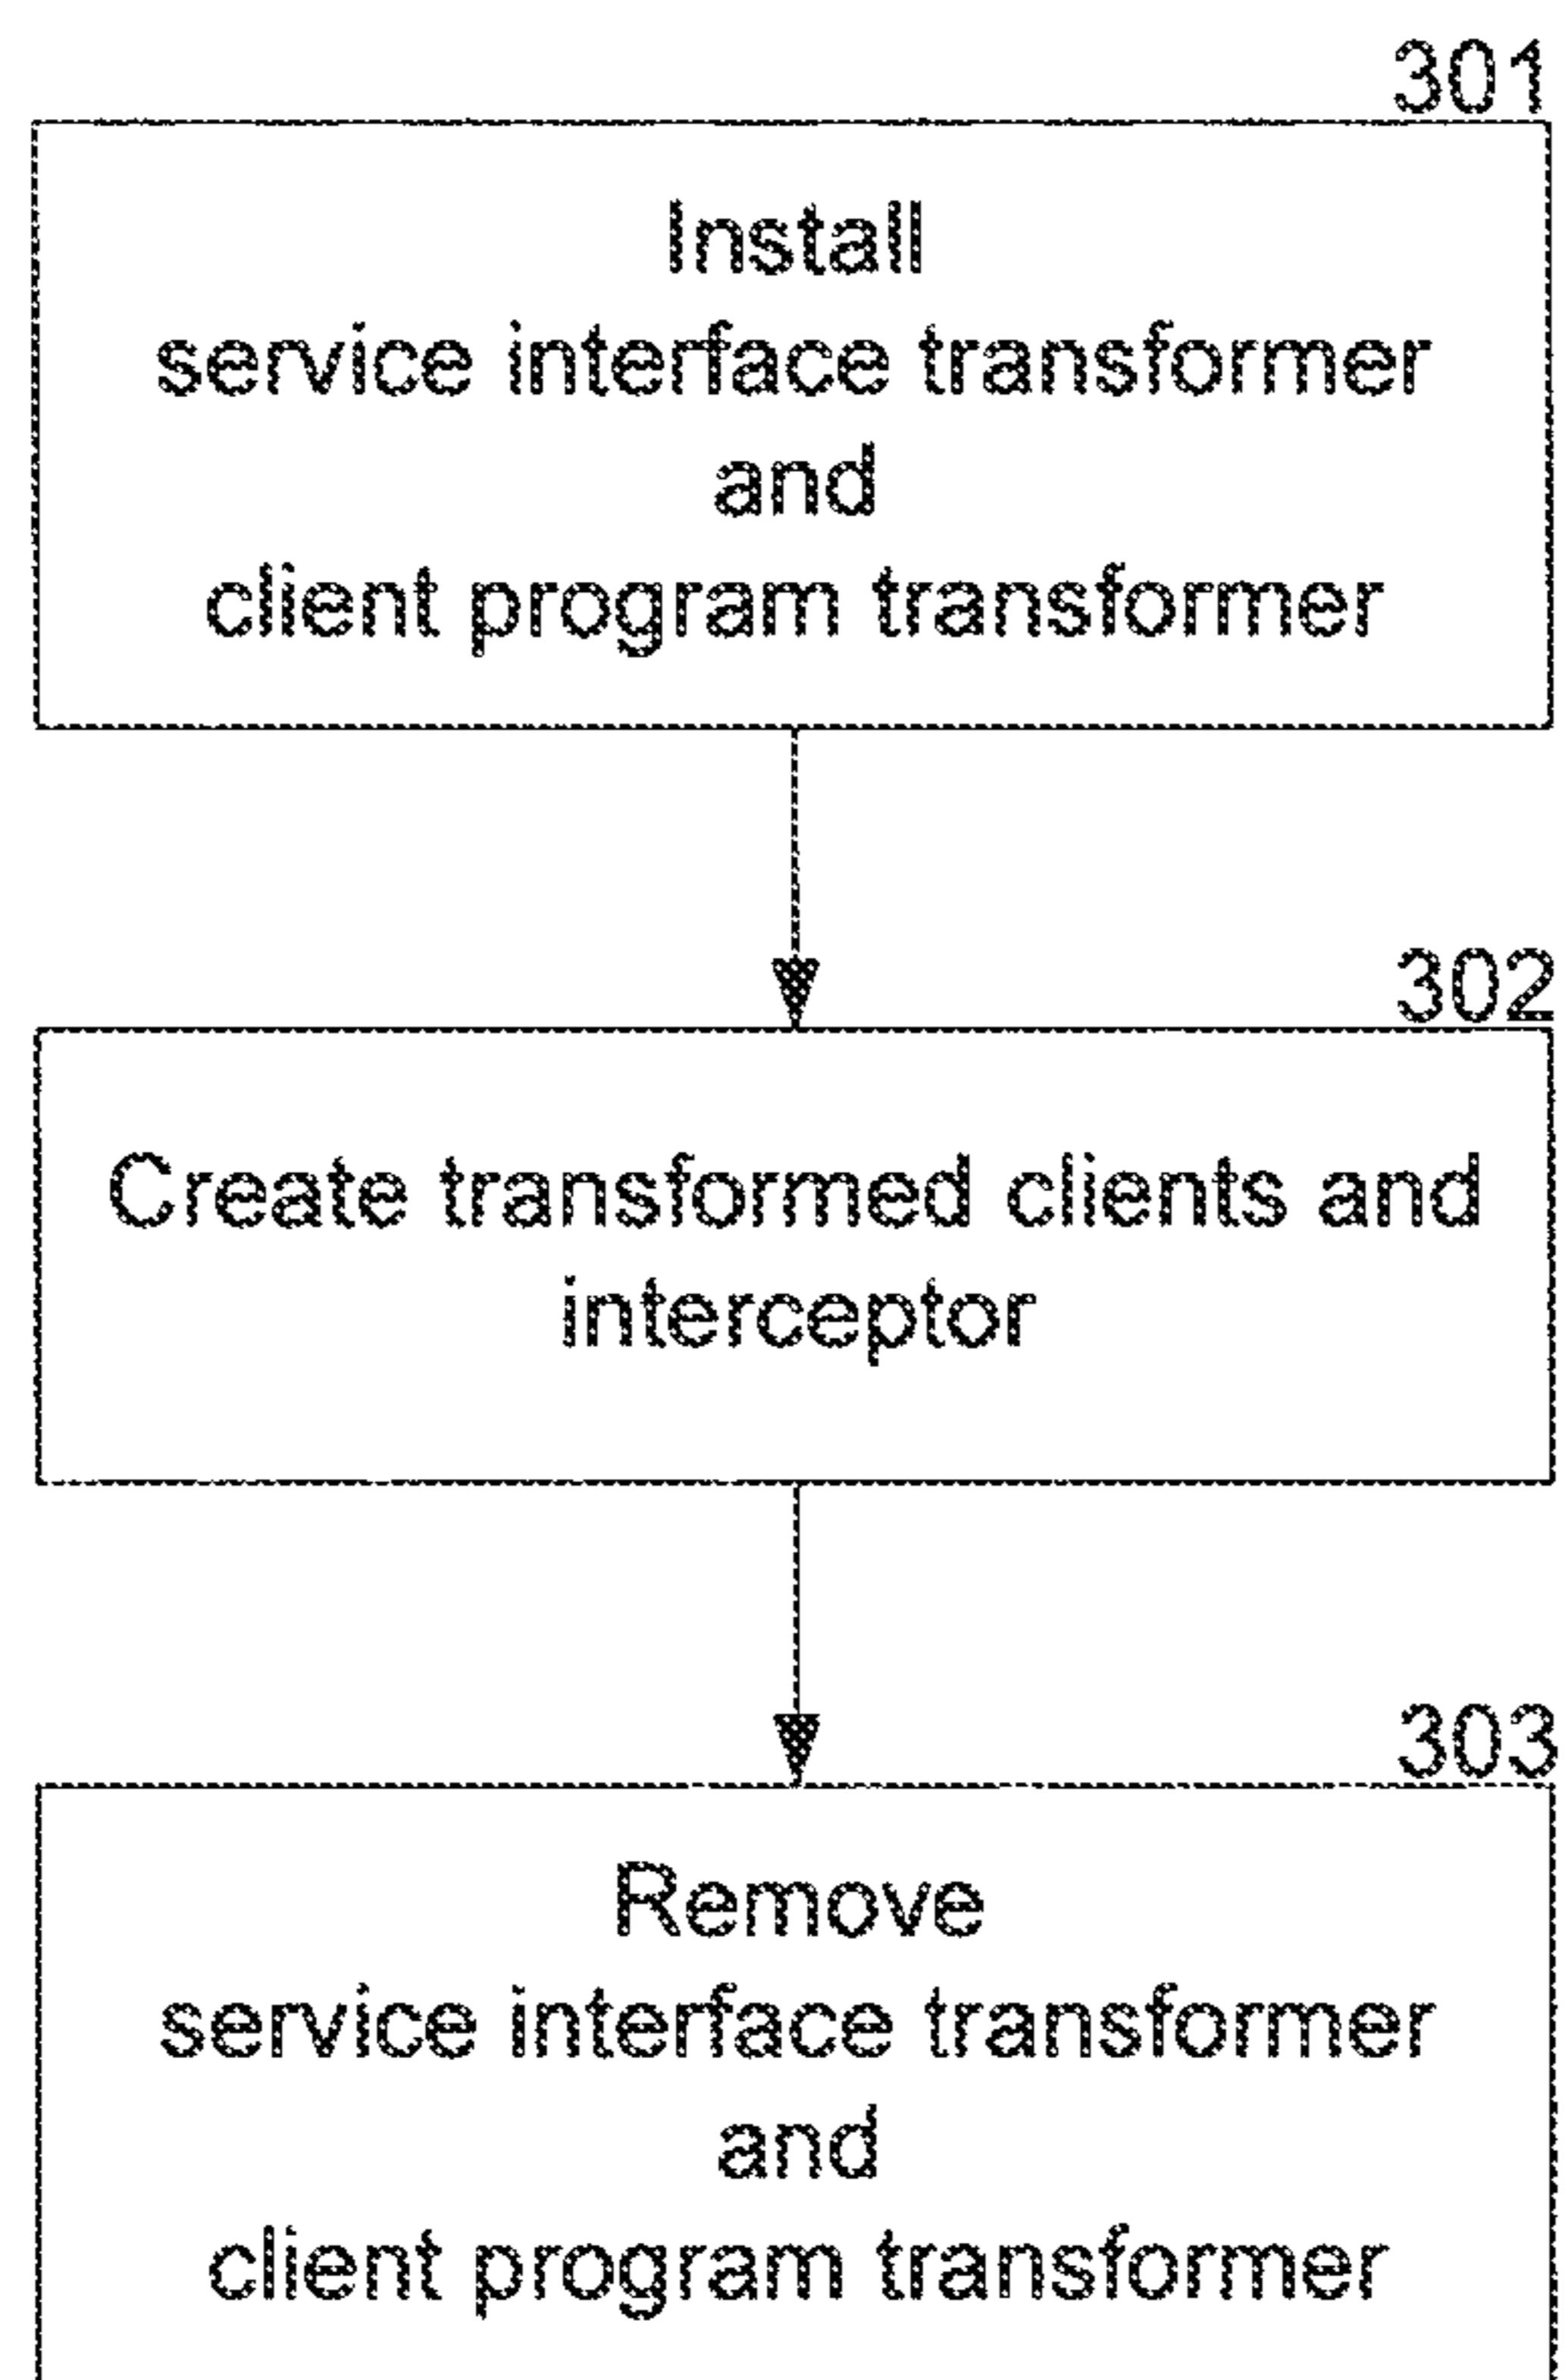 301
Install
service interface transformer
and
client program transformer
302
Create transformed clients and
interceptor
303
Remove
service interface transformer
and
client program transformer